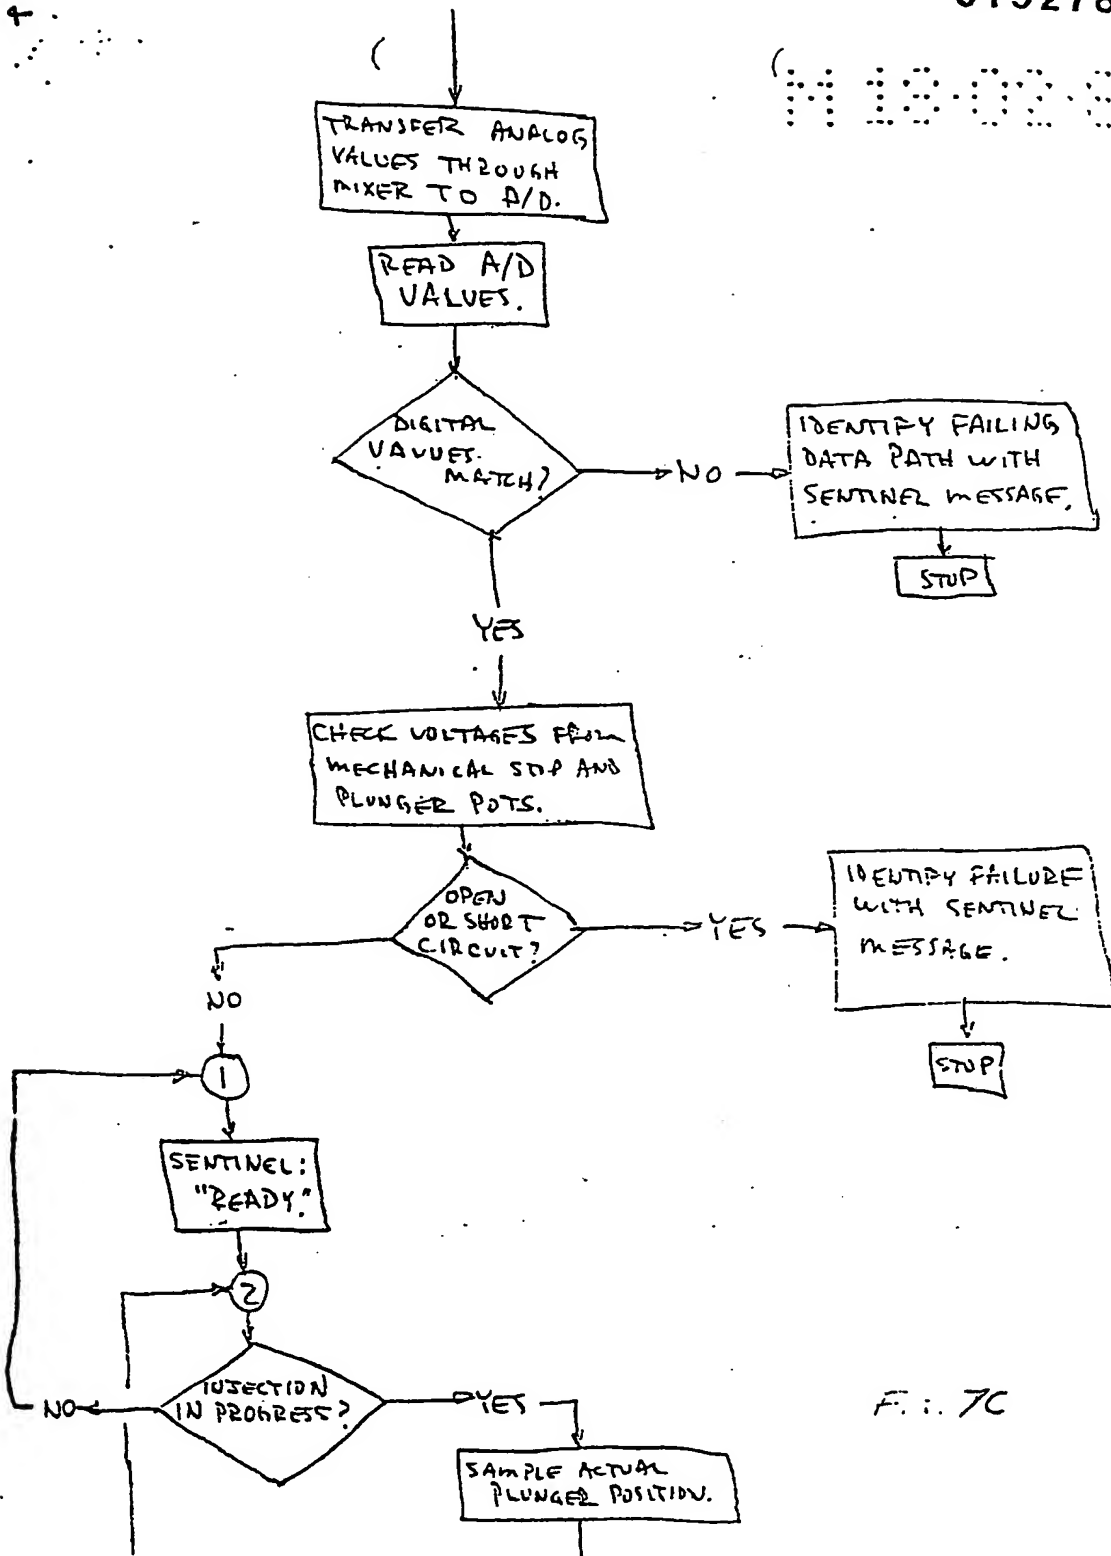 TRANSFER ANALOG
VALUES THROUGH
MIXER TO A/D.
READ A/D
VALUES.
DIGITAL
VAVUES
MATCH?
NO
IDENTIFY FAILING
DATA PATH WITH
SENTINEL MESSAGE.
STOP
YES
CHECK VOLTAGES FROM
MECHANICAL STOP AND
PLUNGER POTS.
OPEN
OR SHORT
CIRCUIT?
YES
IDENTIFY FAILURE
WITH SENTINEL
MESSAGE.
STOP
NO
1
SENTINEL:
"READY."
2
INJECTION
IN PROGRESS?
NO
YES
SAMPLE ACTUAL
PLUNGER POSITION.
7C